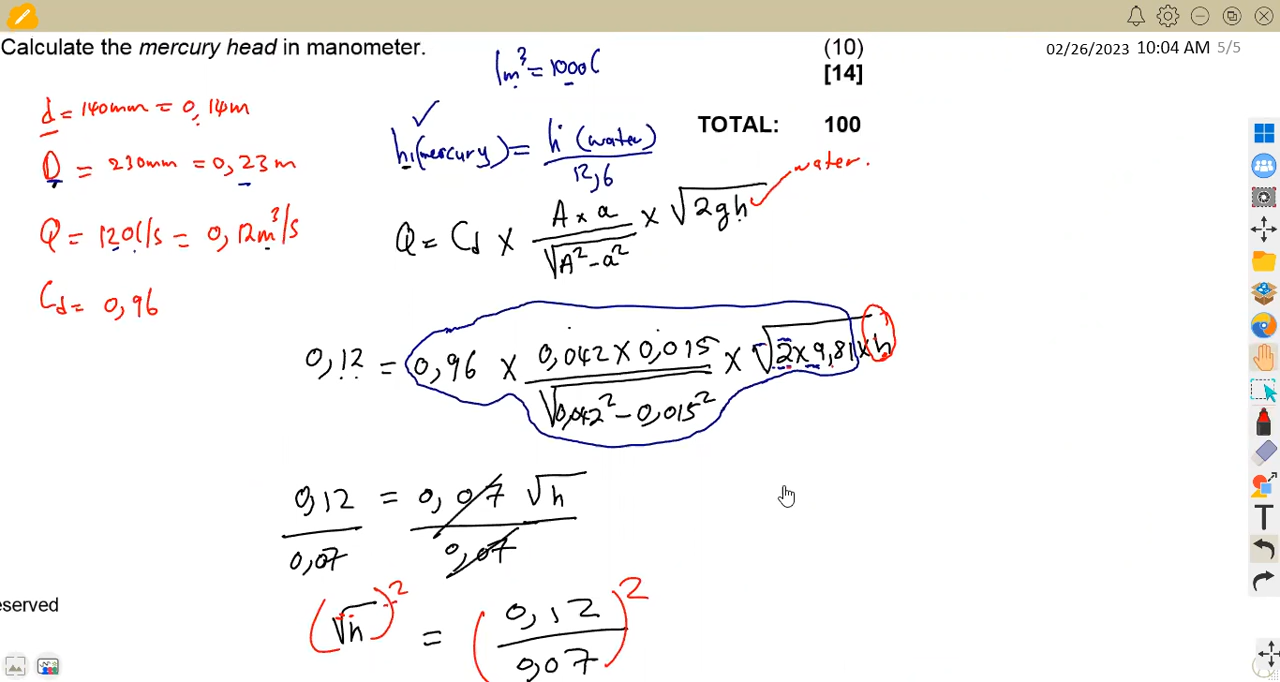 02/26/2023 10:04 AM 5/5
Calculate the mercury head in manometer. (10)
[14]
1m³ = 1000l
TOTAL: 100
d = 140mm = 0,14m
D = 230mm = 0,23m
Q = 120l/s = 0,12m³/s
Cd = 0,96
h₁(mercury) = h (water) / 12,6
water.
Q = Cd × A × a / √A² - a² × √2gh
0,12 = 0,96 × 0,042 × 0,015 / √0,042² - 0,015² × √2 × 9,81 × h
0,12 / 0,07 = 0,07 √h / 0,07
(√h)² = (0,12 / 0,07)²
eserved
T